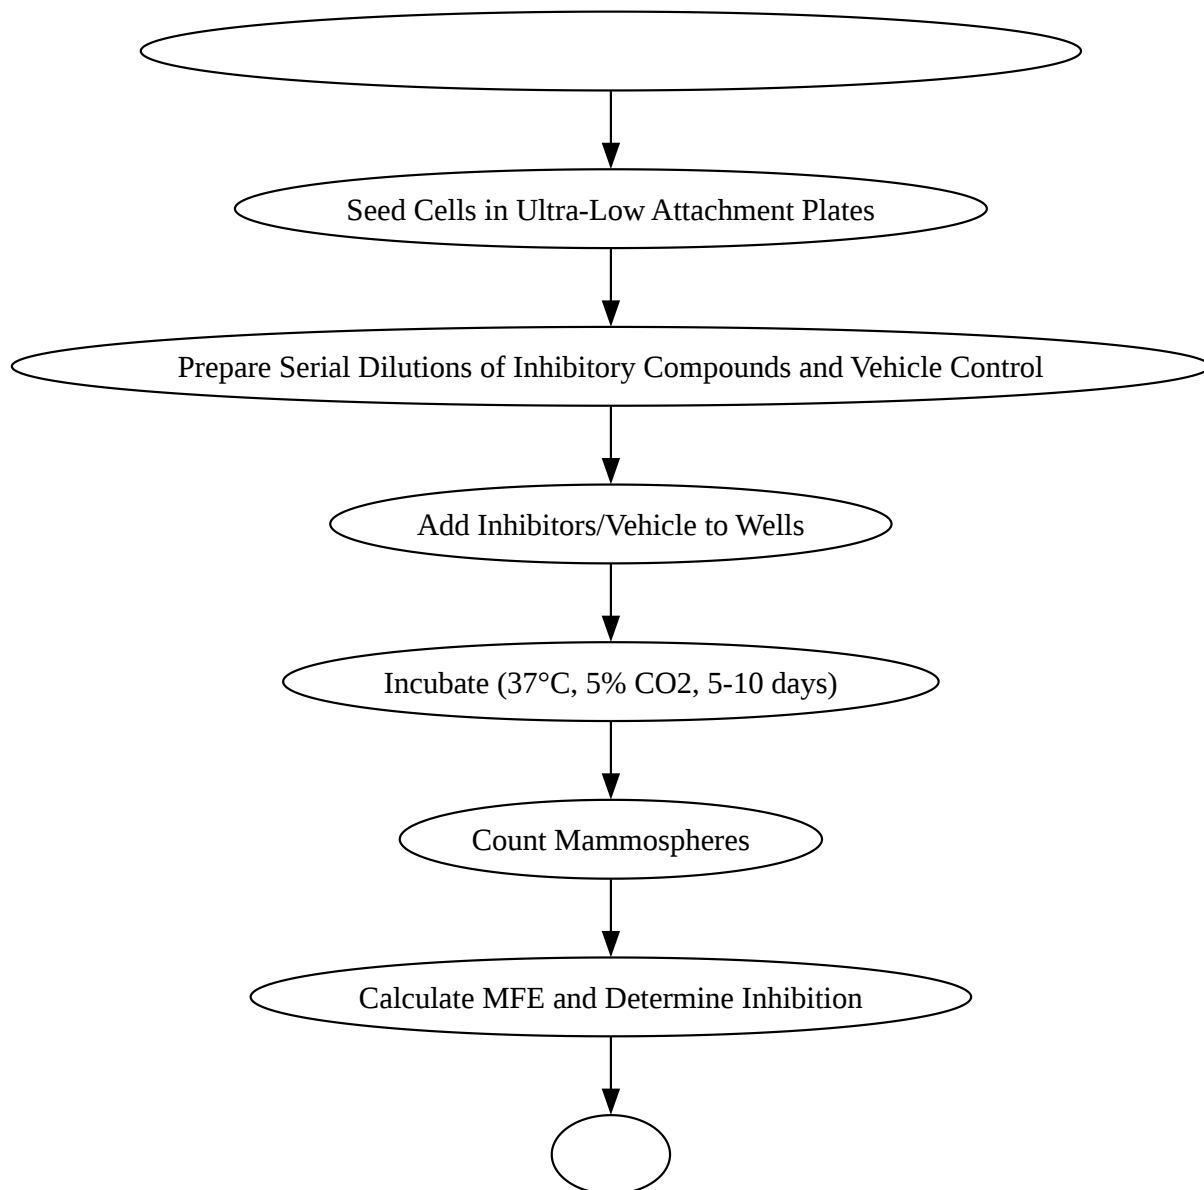 Seed Cells in Ultra-Low Attachment Plates
Prepare Serial Dilutions of Inhibitory Compounds and Vehicle Control
Add Inhibitors/Vehicle to Wells
Incubate (37°C, 5% CO2, 5-10 days)
Count Mammospheres
Calculate MFE and Determine Inhibition